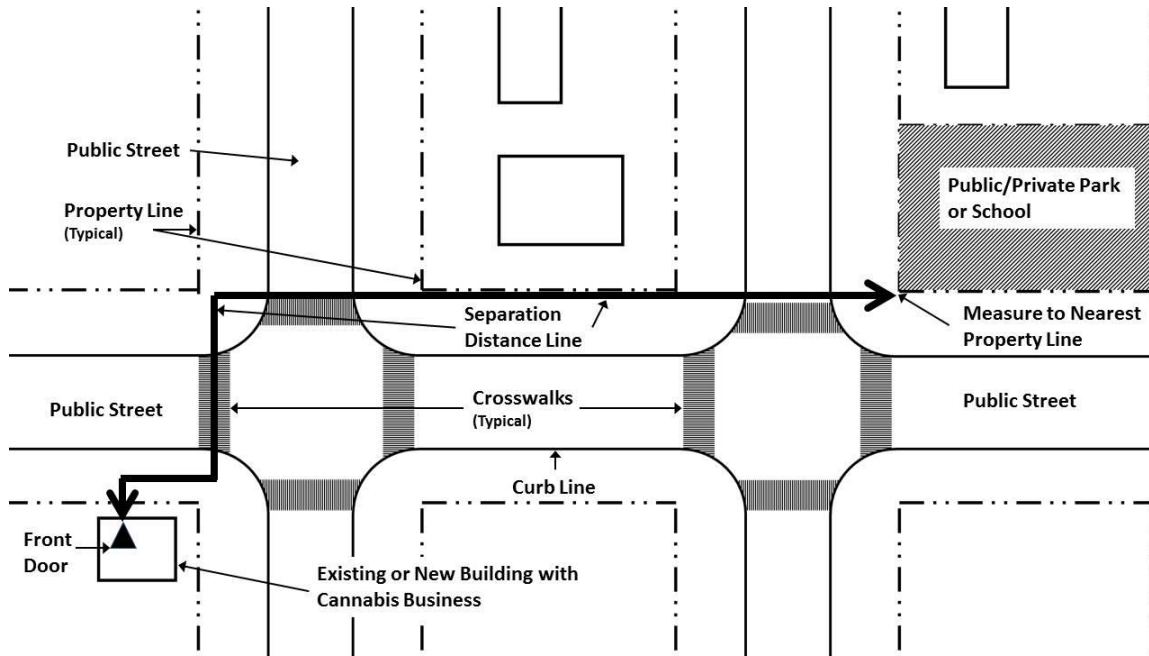 Public Street
Public/Private Park
or School
Property Line
(Typical)
Separation
Distance Line
Measure to Nearest
Property Line
Public Street
Crosswalks
(Typical)
Public Street
Curb Line
Front
Door
Existing or New Building with
Cannabis Business